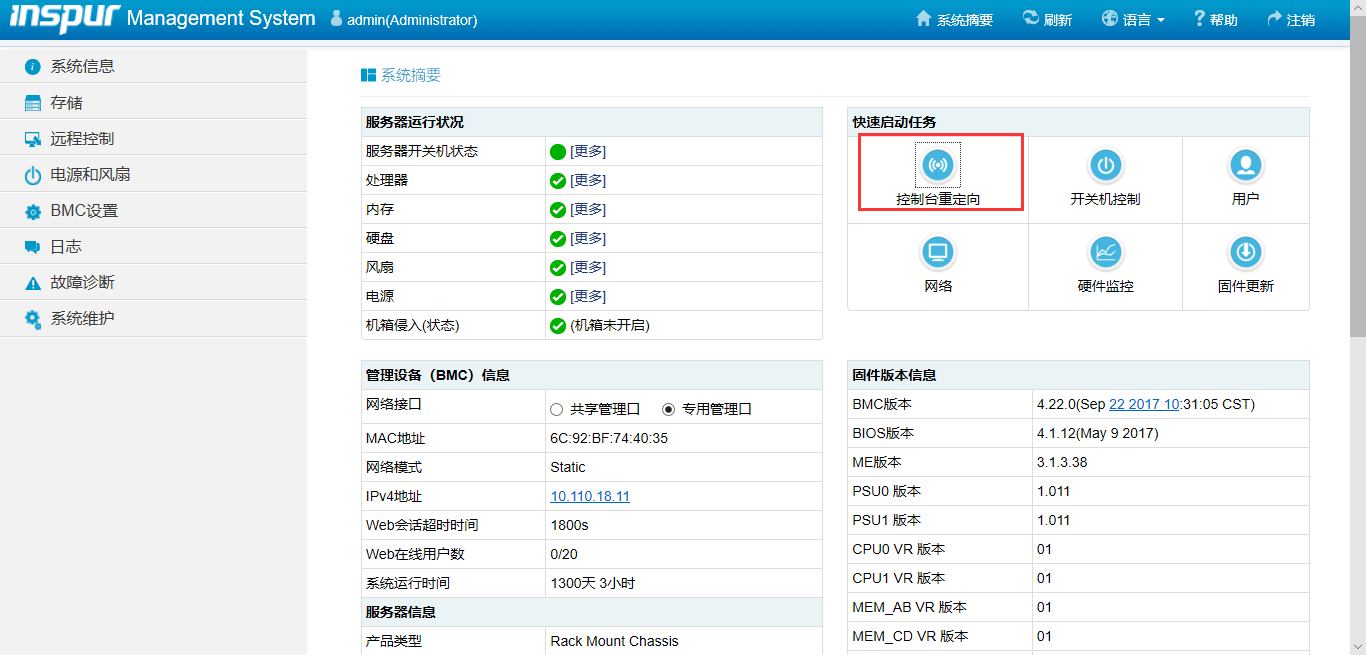 inspur Management System admin(Administrator) 系统摘要 刷新 语言 帮助 注销
系统信息
存储
远程控制
电源和风扇
BMC设置
日志
故障诊断
系统维护
系统摘要
服务器运行状况
服务器开关机状态 [更多]
处理器 [更多]
内存 [更多]
硬盘 [更多]
风扇 [更多]
电源 [更多]
机箱侵入(状态) (机箱未开启)
快速启动任务
控制台重定向 开关机控制 用户
网络 硬件监控 固件更新
管理设备（BMC）信息
网络接口 共享管理口 专用管理口
MAC地址 6C:92:BF:74:40:35
网络模式 Static
IPv4地址 10.110.18.11
Web会话超时时间 1800s
Web在线用户数 0/20
系统运行时间 1300天 3小时
服务器信息
产品类型 Rack Mount Chassis
固件版本信息
BMC版本 4.22.0(Sep 22 2017 10:31:05 CST)
BIOS版本 4.1.12(May 9 2017)
ME版本 3.1.3.38
PSU0 版本 1.011
PSU1 版本 1.011
CPU0 VR 版本 01
CPU1 VR 版本 01
MEM_AB VR 版本 01
MEM_CD VR 版本 01